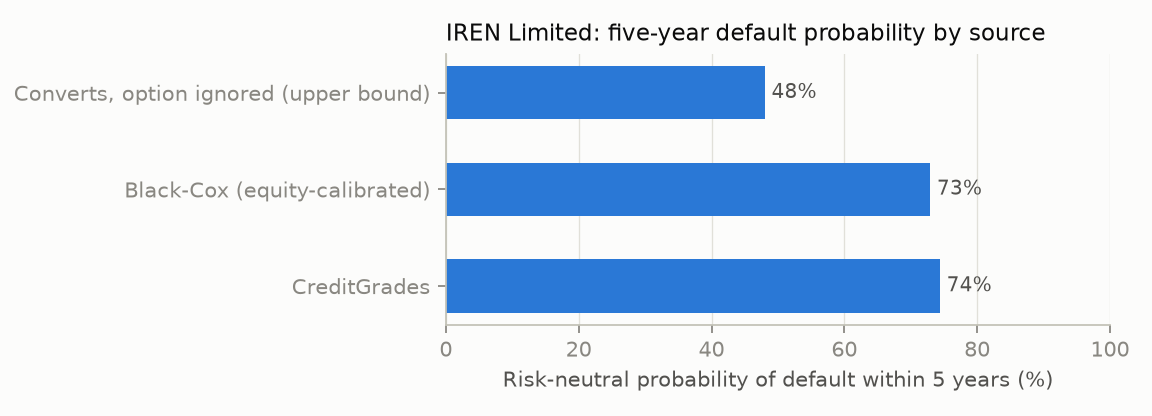 IREN Limited: five-year default probability by source
Converts, option ignored (upper bound)
48%
Black-Cox (equity-calibrated)
73%
CreditGrades
74%
0 20 40 60 80 100
Risk-neutral probability of default within 5 years (%)